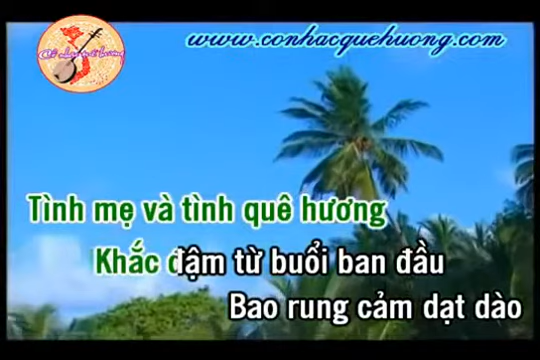 www.conhacquehuong.com
Tình mẹ và tình quê hương
Khắc đậm từ buổi ban đầu
Bao rung cảm dạt dào